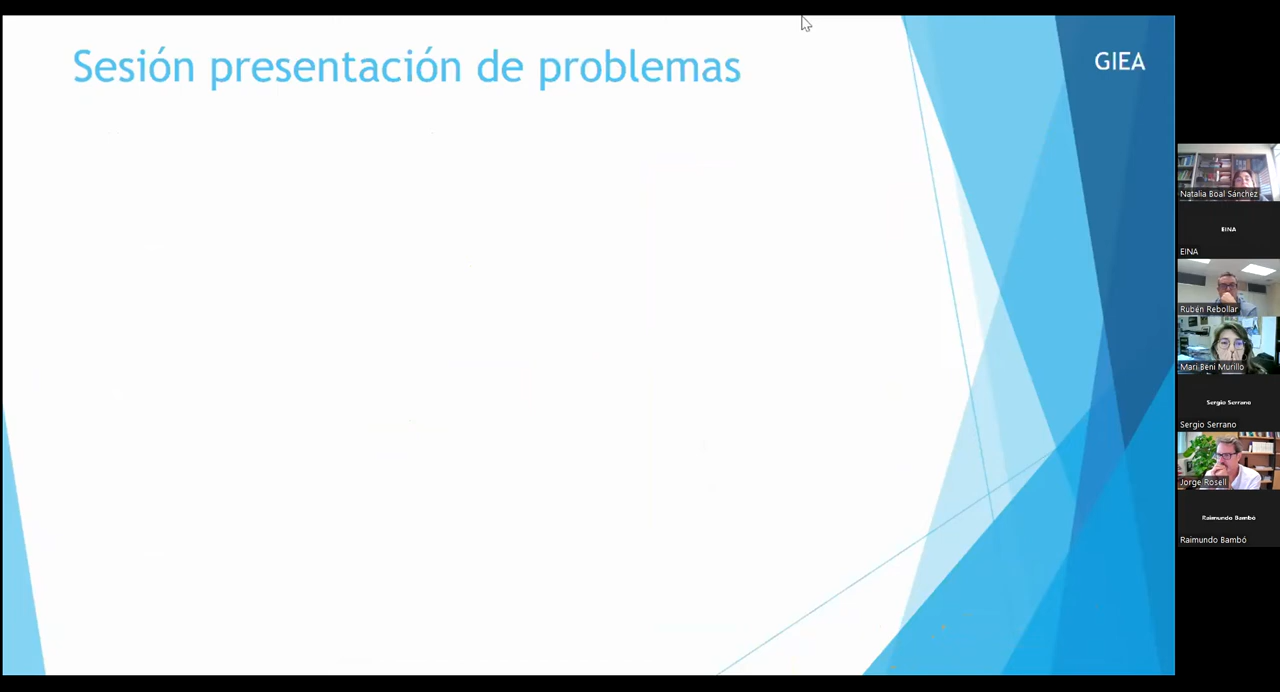 Sesión presentación de problemas
GIEA
Natalia Boal Sánchez
EINA
EINA
Rubén Rebollar
Mari Beni Murillo
Sergio Serrano
Sergio Serrano
Jorge Rosell
Raimundo Bambó
Raimundo Bambó